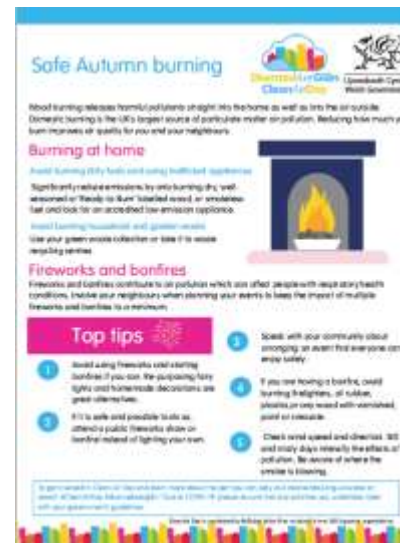 Safe Autumn burning
Diwrnod Aer Glân
Clean Air Day
Llywodraeth Cym
Welsh Government
Wood burning releases harmful pollutants straight into the home as well as into the air outside.
Domestic burning is the UK's largest source of particulate matter air pollution. Reducing how much y
burn improves air quality for you and your neighbours.
Burning at home
Avoid burning dirty fuels and using inefficient appliances
Significantly reduce emissions by only burning dry, well-
seasoned or 'Ready to Burn' labelled wood, or smokeless
fuel and look for an accredited low emission appliance.
Avoid burning household and garden waste
Use your green waste collection or take it to waste
recycling centres
Fireworks and bonfires
Fireworks and bonfires contribute to air pollution which can affect people with respiratory health
conditions. Involve your neighbours when planning your events to keep the impact of multiple
fireworks and bonfires to a minimum.
Top tips
1
Avoid using fireworks and starting
bonfires if you can. Re-purposing fairy
lights and homemade decorations are
great alternatives.
2
If it is safe and possible to do so
attend a public fireworks show or
bonfire instead of lighting your own.
3
Speak with your community about
arranging an event that everyone can
enjoy safely.
4
If you are having a bonfire, avoid
burning firelighters, oil, rubber,
plastics or any wood with varnished,
paint or
5
Check wind speed and direction. Still
and misty days intensify the effects of
pollution. Be aware of where the
smoke is blowing.